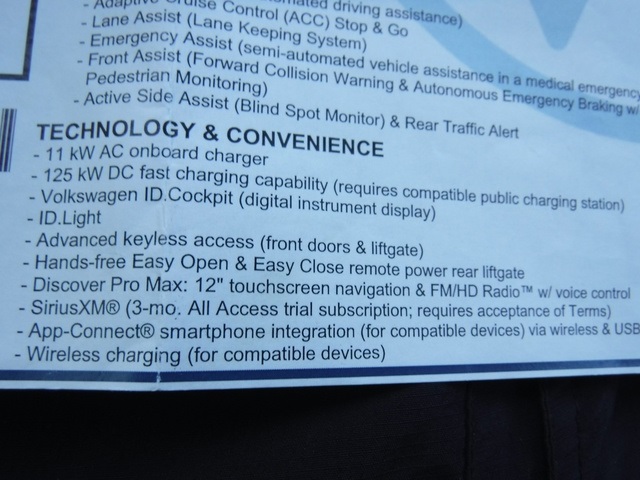 mated driving assistance)
- Adaptive Cruise Control (ACC) Stop & Go
- Lane Assist (Lane Keeping System)
- Emergency Assist (semi-automated vehicle assistance in a medical emergency
- Front Assist (Forward Collision Warning & Autonomous Emergency Braking w/
Pedestrian Monitoring)
- Active Side Assist (Blind Spot Monitor) & Rear Traffic Alert
TECHNOLOGY & CONVENIENCE
- 11 kW AC onboard charger
- 125 kW DC fast charging capability (requires compatible public charging station)
- Volkswagen ID.Cockpit (digital instrument display)
- ID.Light
- Advanced keyless access (front doors & liftgate)
- Hands-free Easy Open & Easy Close remote power rear liftgate
- Discover Pro Max: 12" touchscreen navigation & FM/HD Radio™ w/ voice control
- SiriusXM® (3-mo. All Access trial subscription; requires acceptance of Terms)
- App-Connect® smartphone integration (for compatible devices) via wireless & USB
- Wireless charging (for compatible devices)